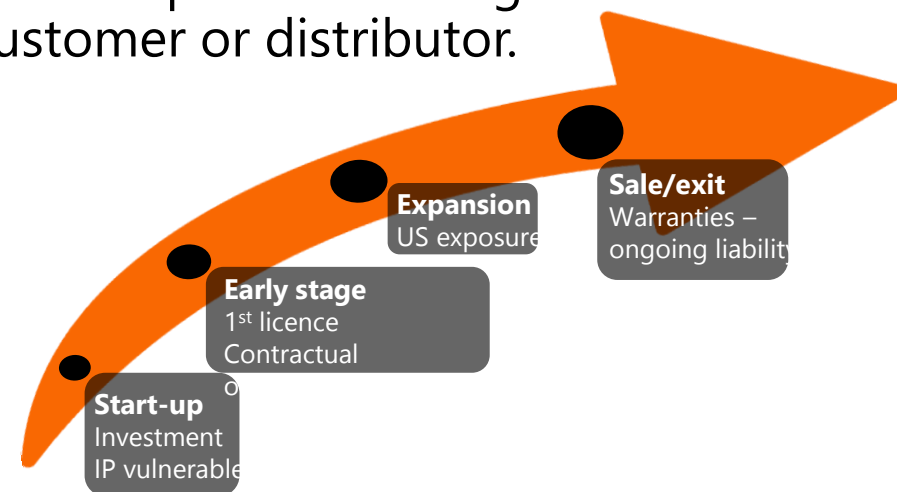 customer or distributor.
Sale/exit
Warranties –
ongoing liability
Expansion
US exposure
Early stage
1st licence
Contractual
Start-up
Investment
IP vulnerable